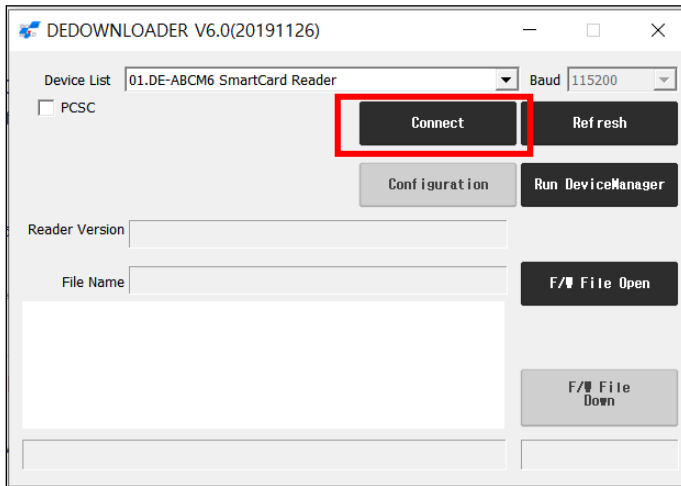 DEDOWNLOADER V6.0(20191126)
Device List 01.DE-ABCM6 SmartCard Reader Baud 115200
PCSC
Connect Refresh
Configuration Run DeviceManager
Reader Version
File Name F/W File Open
F/W File
Down